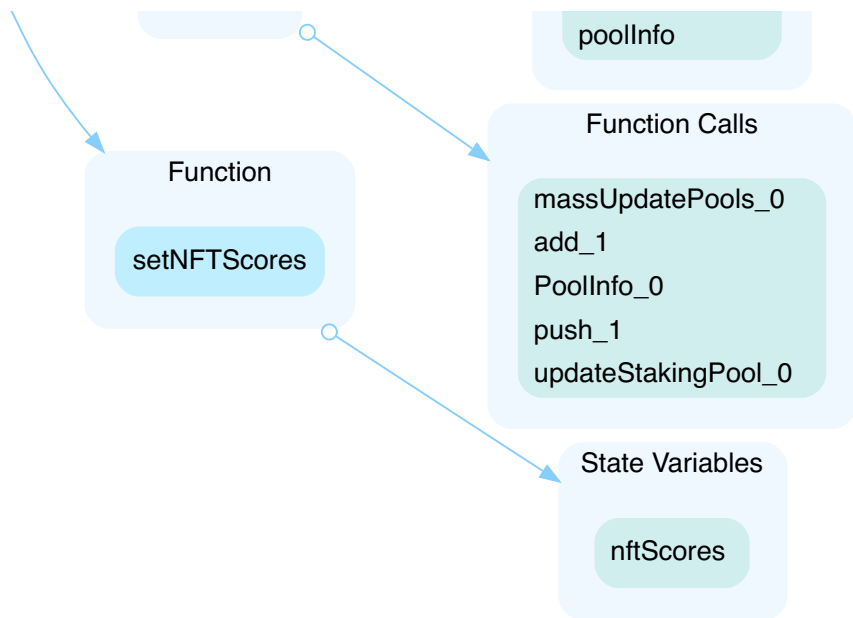 poolInfo
Function Calls
massUpdatePools_0
add_1
PoolInfo_0
push_1
updateStakingPool_0
Function
setNFTScores
State Variables
nftScores